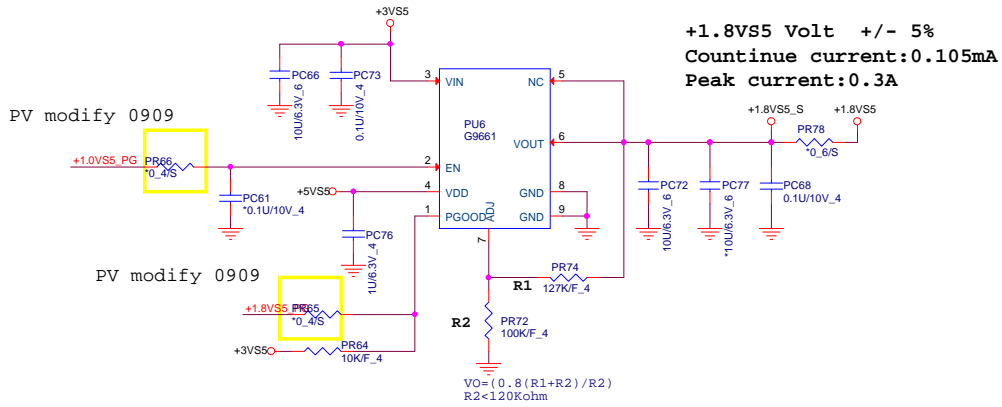 +3VS5
+1.8VS5 Volt +/- 5%
Countinue current:0.105mA
Peak current:0.3A
PC66
10U/6.3V_6
PC73
0.1U/10V_4
3
VIN
NC
5
PU6
G9661
+1.8VS5_S
+1.8VS5
PV modify 0909
PR78
*0_6/S
VOUT
6
+1.0VS5_PG
PR66
*0_4/S
2
EN
PC61
*0.1U/10V_4
+5VS5
4
VDD
GND
8
PC72
10U/6.3V_6
PC77
*10U/6.3V_6
PC68
0.1U/10V_4
1
PGOOD
ADJ
GND
9
PC76
1U/6.3V_4
7
PV modify 0909
PR74
127K/F_4
R1
+1.8VS5_PG
PR65
*0_4/S
R2
PR72
100K/F_4
+3VS5
PR64
10K/F_4
VO=(0.8(R1+R2)/R2)
R2<120Kohm